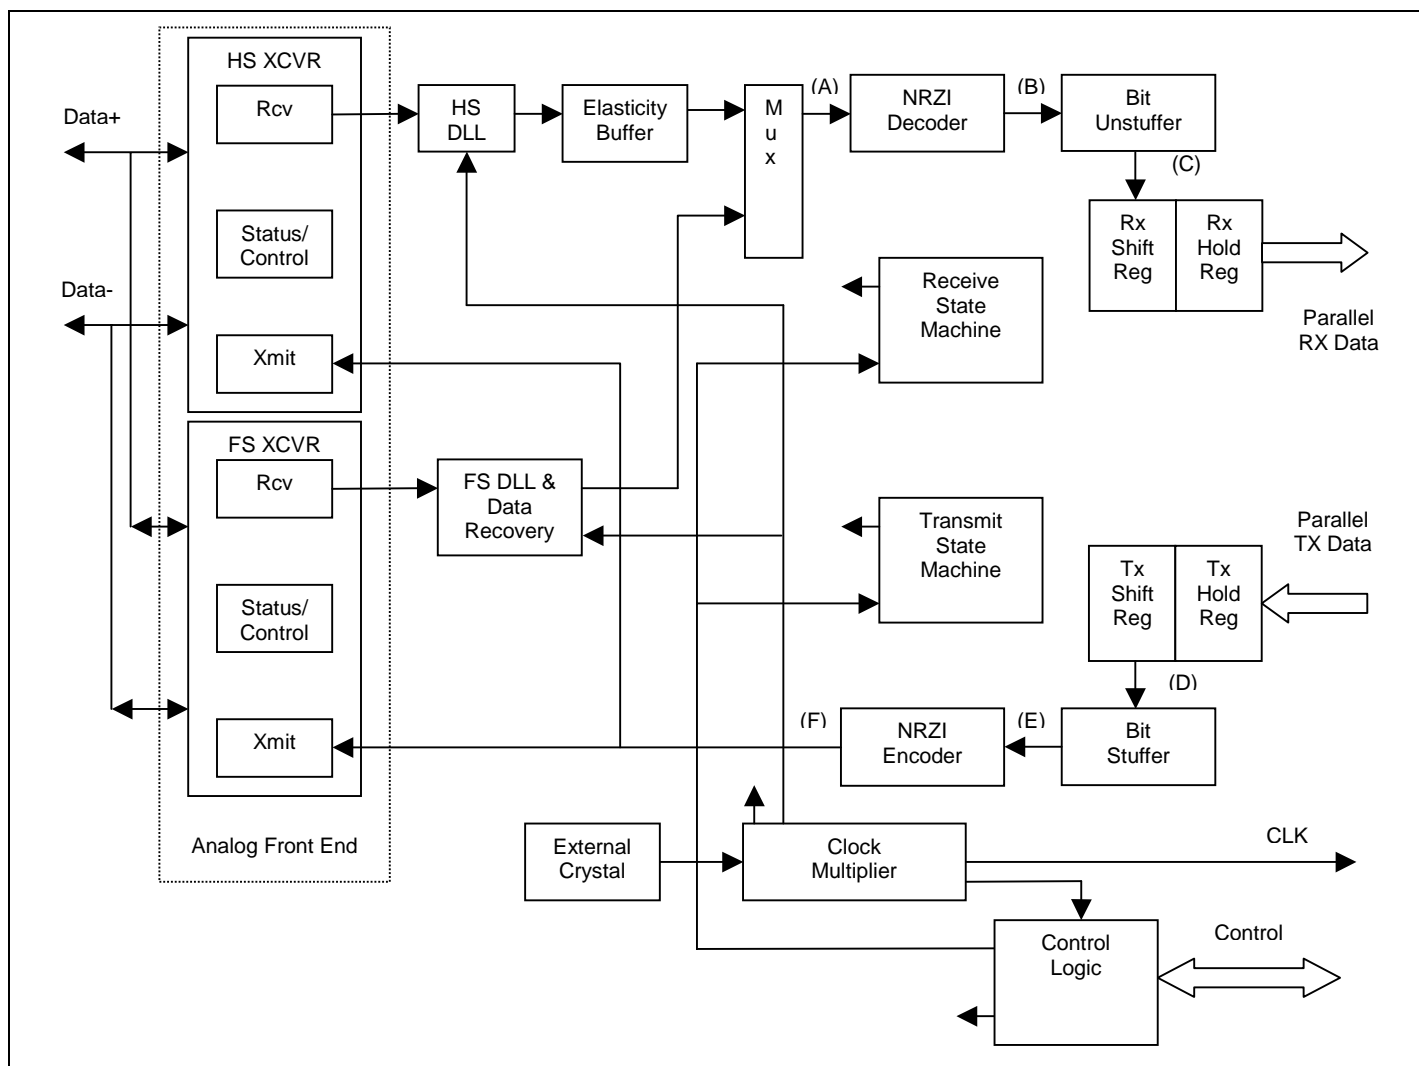 HS XCVR
Rcv
Data+
Status/
Control
Data-
Xmit
HS
DLL
Elasticity
Buffer
M
u
x
(A)
NRZI
Decoder
(B)
Bit
Unstuffer
(C)
Rx
Shift
Reg
Rx
Hold
Reg
Parallel
RX Data
Receive
State
Machine
FS XCVR
Rcv
Status/
Control
Xmit
Analog Front End
FS DLL &
Data
Recovery
Transmit
State
Machine
Parallel
TX Data
Tx
Shift
Reg
Tx
Hold
Reg
(D)
Bit
Stuffer
(E)
NRZI
Encoder
(F)
External
Crystal
Clock
Multiplier
CLK
Control
Logic
Control